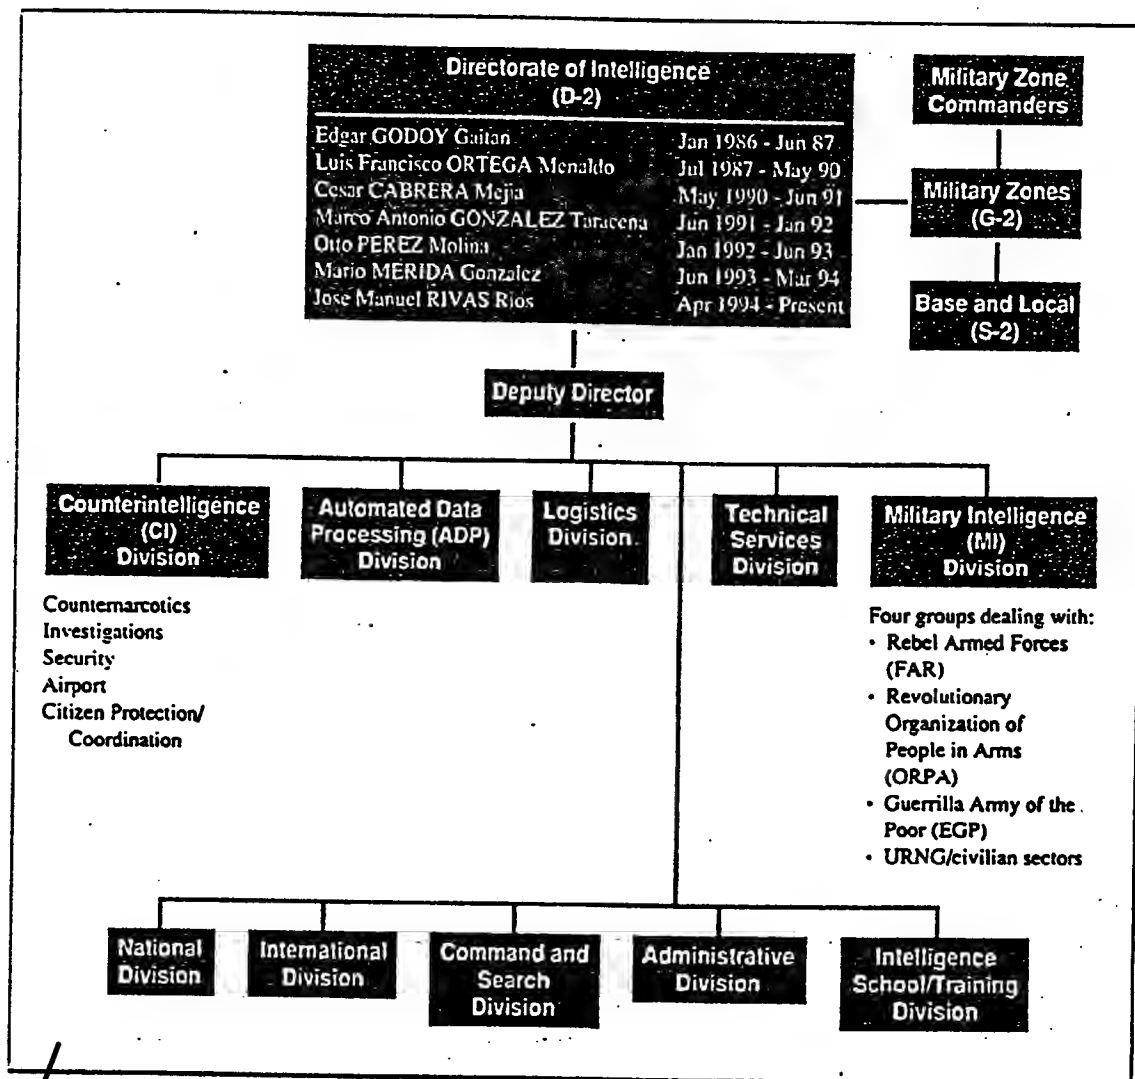 Directorate of Intelligence
(D-2)
Edgar GODOY Gaitan Jan 1986 - Jun 87
Luis Francisco ORTEGA Menaldo Jul 1987 - May 90
Cesar CABRERA Mejia May 1990 - Jun 91
Marco Antonio GONZALEZ Taracena Jun 1991 - Jan 92
Otto PEREZ Molina Jan 1992 - Jun 93
Mario MERIDA Gonzalez Jun 1993 - Mar 94
Jose Manuel RIVAS Rios Apr 1994 - Present
Military Zone
Commanders
Military Zones
(G-2)
Base and Local
(S-2)
Deputy Director
Counterintelligence
(CI)
Division
Counternarcotics
Investigations
Security
Airport
Citizen Protection/
Coordination
Automated Data
Processing (ADP)
Division
Logistics
Division
Technical
Services
Division
Military Intelligence
(MI)
Division
Four groups dealing with:
• Rebel Armed Forces
(FAR)
• Revolutionary
Organization of
People in Arms
(ORPA)
• Guerrilla Army of the
Poor (EGP)
• URNG/civilian sectors
National
Division
International
Division
Command and
Search
Division
Administrative
Division
Intelligence
School/Training
Division